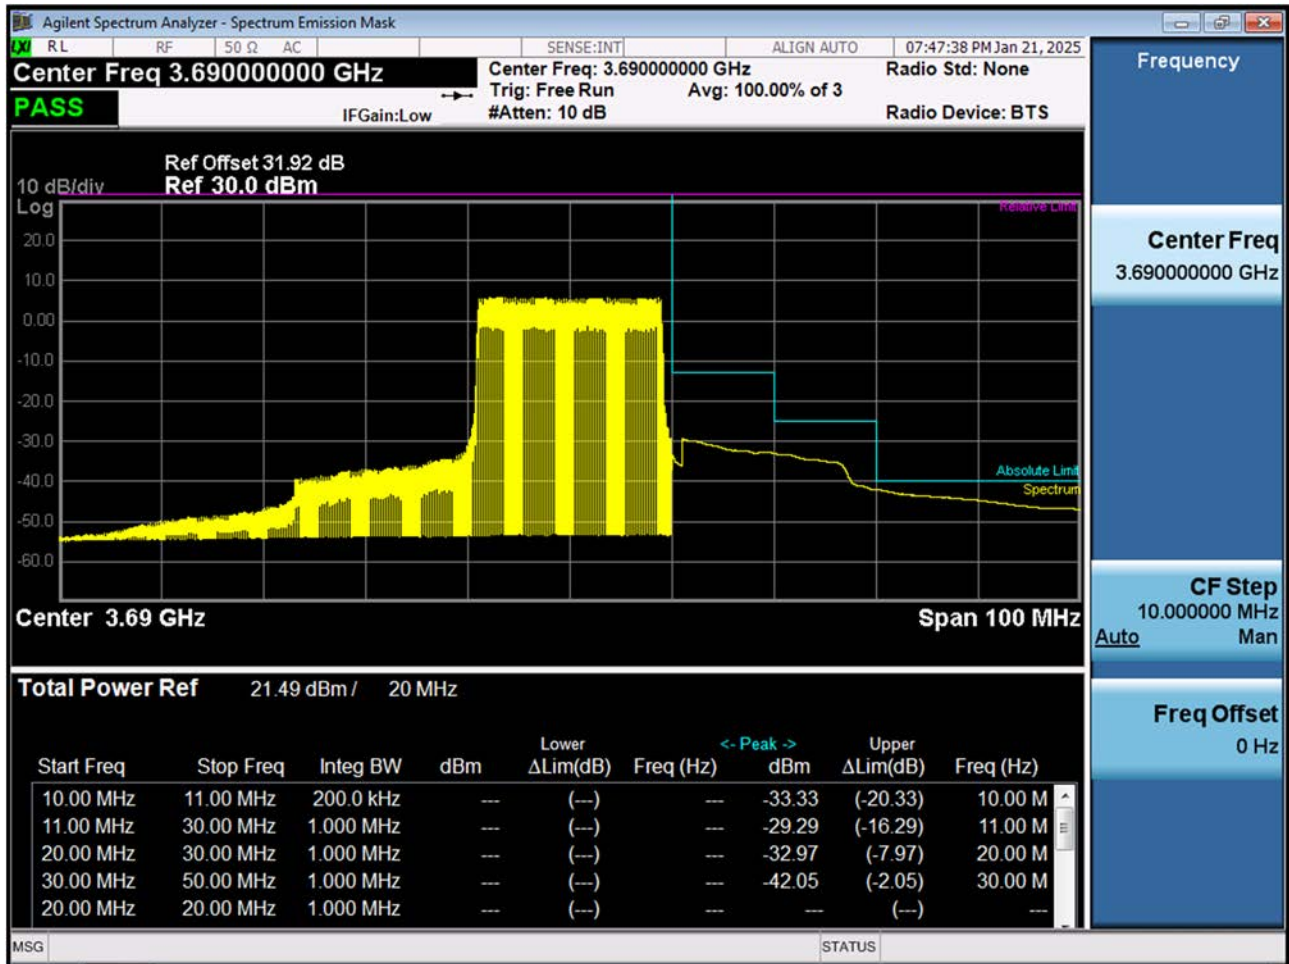 Agilent Spectrum Analyzer - Spectrum Emission Mask
LXI RL RF 50 Ω AC SENSE:INT ALIGN AUTO 07:47:38 PM Jan 21, 2025
Center Freq 3.690000000 GHz
Center Freq: 3.690000000 GHz Radio Std: None
Trig: Free Run Avg: 100.00% of 3
PASS
IFGain:Low #Atten: 10 dB Radio Device: BTS
Ref Offset 31.92 dB
10 dB/div Ref 30.0 dBm
Log
Relative Limit
20.0
10.0
0.00
-10.0
-20.0
-30.0
-40.0
Absolute Limit
Spectrum
-50.0
-60.0
Center 3.69 GHz Span 100 MHz
Total Power Ref 21.49 dBm / 20 MHz
Lower <- Peak -> Upper
Start Freq Stop Freq Integ BW dBm ΔLim(dB) Freq (Hz) dBm ΔLim(dB) Freq (Hz)
10.00 MHz 11.00 MHz 200.0 kHz --- (---) --- -33.33 (-20.33) 10.00 M
11.00 MHz 30.00 MHz 1.000 MHz --- (---) --- -29.29 (-16.29) 11.00 M
20.00 MHz 30.00 MHz 1.000 MHz --- (---) --- -32.97 (-7.97) 20.00 M
30.00 MHz 50.00 MHz 1.000 MHz --- (---) --- -42.05 (-2.05) 30.00 M
20.00 MHz 20.00 MHz 1.000 MHz --- (---) --- --- (---) ---
MSG STATUS
Frequency
Center Freq
3.690000000 GHz
CF Step
10.000000 MHz
Auto Man
Freq Offset
0 Hz